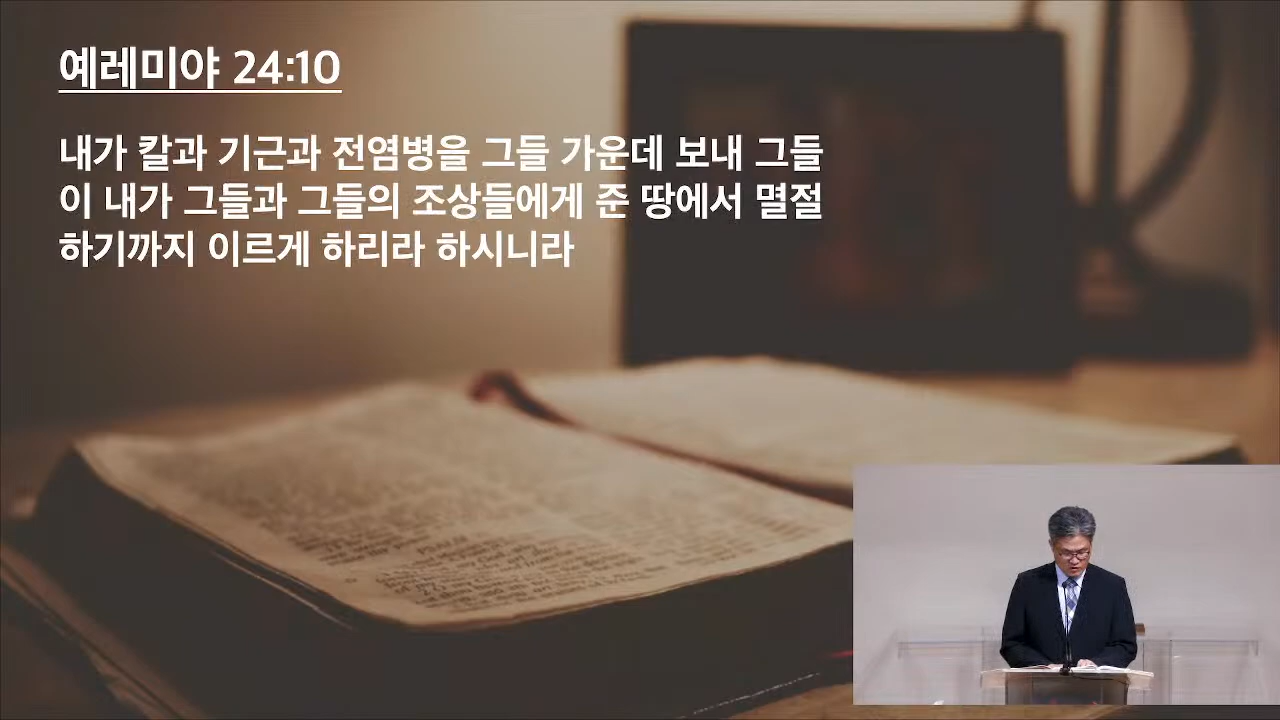 예레미야 24:10
내가 칼과 기근과 전염병을 그들 가운데 보내 그들
이 내가 그들과 그들의 조상들에게 준 땅에서 멸절
하기까지 이르게 하리라 하시니라